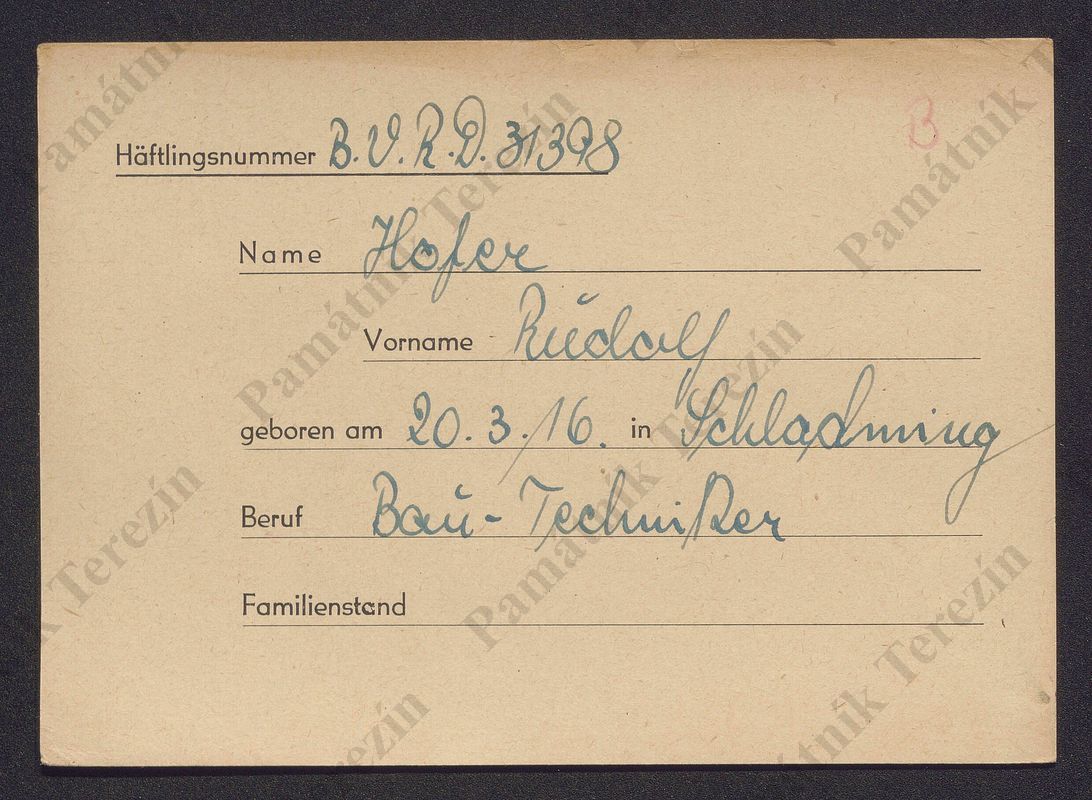 Häftlingsnummer B.V.R.D. 31398
B
Name Hofer
Vorname Rudolf
geboren am 20.3.16. in Schladming
Beruf Bau-Techniker
Familienstand
Památník Terezín